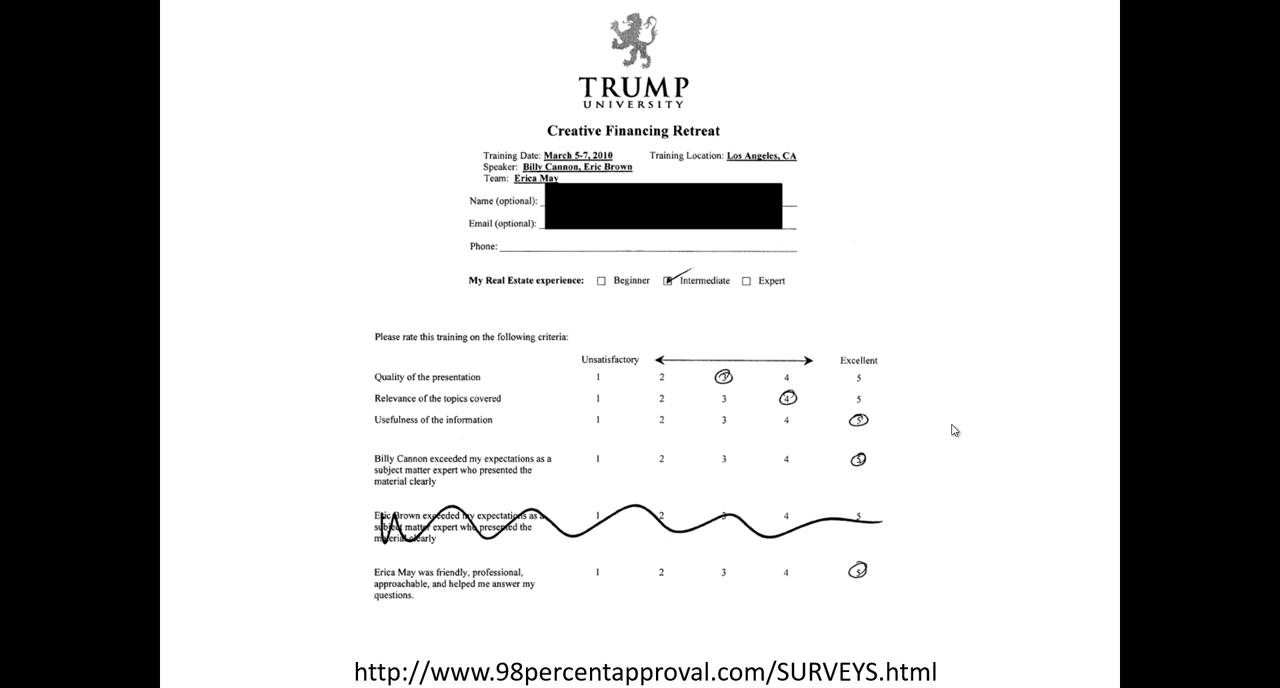 TRUMP
UNIVERSITY
Creative Financing Retreat
Training Date: March 5-7, 2010 Training Location: Los Angeles, CA
Speaker: Billy Cannon, Eric Brown
Team: Erica May
Name (optional):
Email (optional):
Phone:
My Real Estate experience: Beginner Intermediate Expert
Please rate this training on the following criteria:
Unsatisfactory Excellent
Quality of the presentation 1 2 3 4 5
Relevance of the topics covered 1 2 3 4 5
Usefulness of the information 1 2 3 4 5
Billy Cannon exceeded my expectations as a 1 2 3 4 5
subject matter expert who presented the
material clearly
Eric Brown exceeded my expectations as a 1 2 3 4 5
subject matter expert who presented the
material clearly
Erica May was friendly, professional, 1 2 3 4 5
approachable, and helped me answer my
questions.
http://www.98percentapproval.com/SURVEYS.html